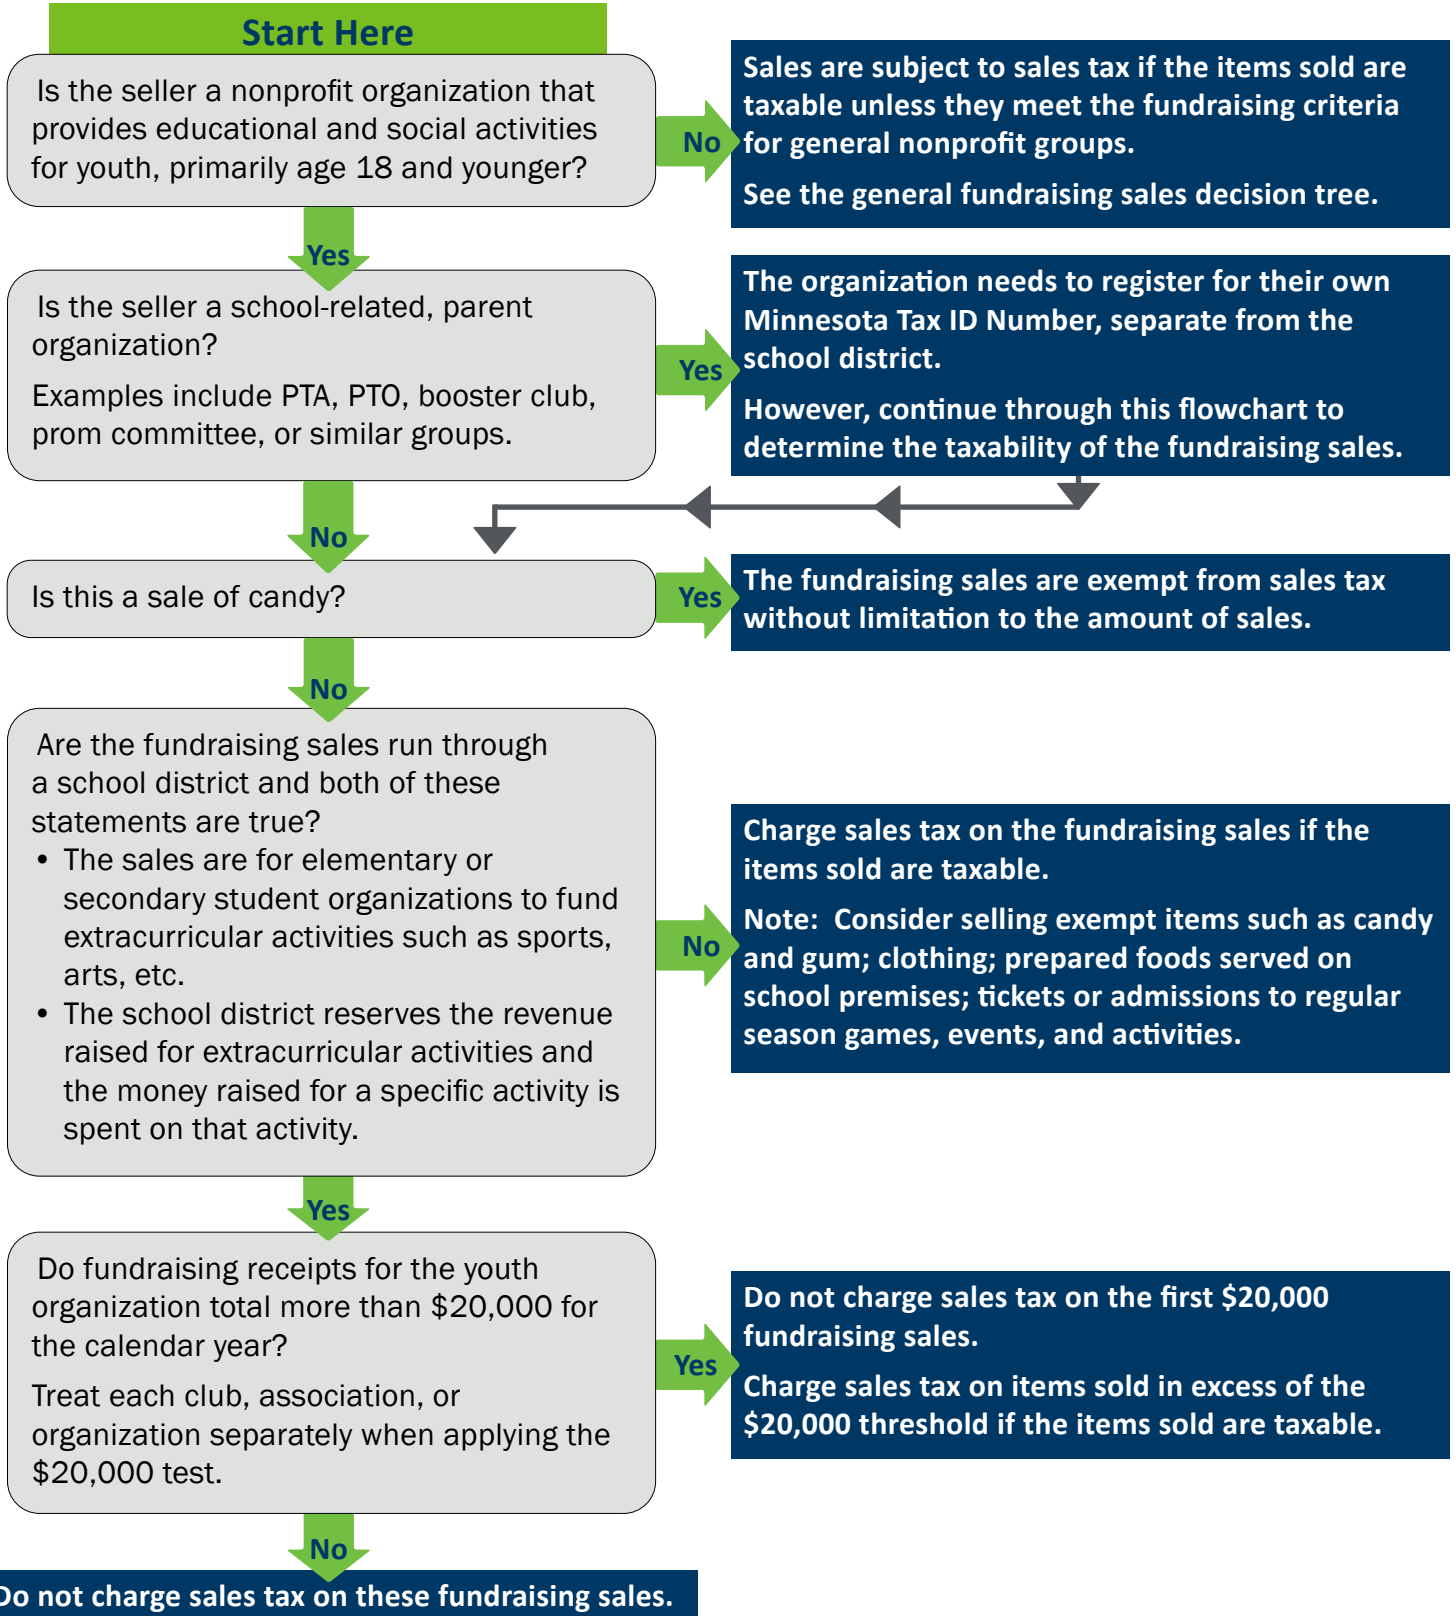 Start Here
Is the seller a nonprofit organization that
provides educational and social activities
for youth, primarily age 18 and younger?
No
Sales are subject to sales tax if the items sold are
taxable unless they meet the fundraising criteria
for general nonprofit groups.
See the general fundraising sales decision tree.
Yes
Is the seller a school-related, parent
organization?
Examples include PTA, PTO, booster club,
prom committee, or similar groups.
Yes
The organization needs to register for their own
Minnesota Tax ID Number, separate from the
school district.
However, continue through this flowchart to
determine the taxability of the fundraising sales.
No
Is this a sale of candy?
Yes
The fundraising sales are exempt from sales tax
without limitation to the amount of sales.
No
Are the fundraising sales run through
a school district and both of these
statements are true?
• The sales are for elementary or
secondary student organizations to fund
extracurricular activities such as sports,
arts, etc.
• The school district reserves the revenue
raised for extracurricular activities and
the money raised for a specific activity is
spent on that activity.
No
Charge sales tax on the fundraising sales if the
items sold are taxable.
Note:  Consider selling exempt items such as candy
and gum; clothing; prepared foods served on
school premises; tickets or admissions to regular
season games, events, and activities.
Yes
Do fundraising receipts for the youth
organization total more than $20,000 for
the calendar year?
Treat each club, association, or
organization separately when applying the
$20,000 test.
Yes
Do not charge sales tax on the first $20,000
fundraising sales.
Charge sales tax on items sold in excess of the
$20,000 threshold if the items sold are taxable.
No
Do not charge sales tax on these fundraising sales.